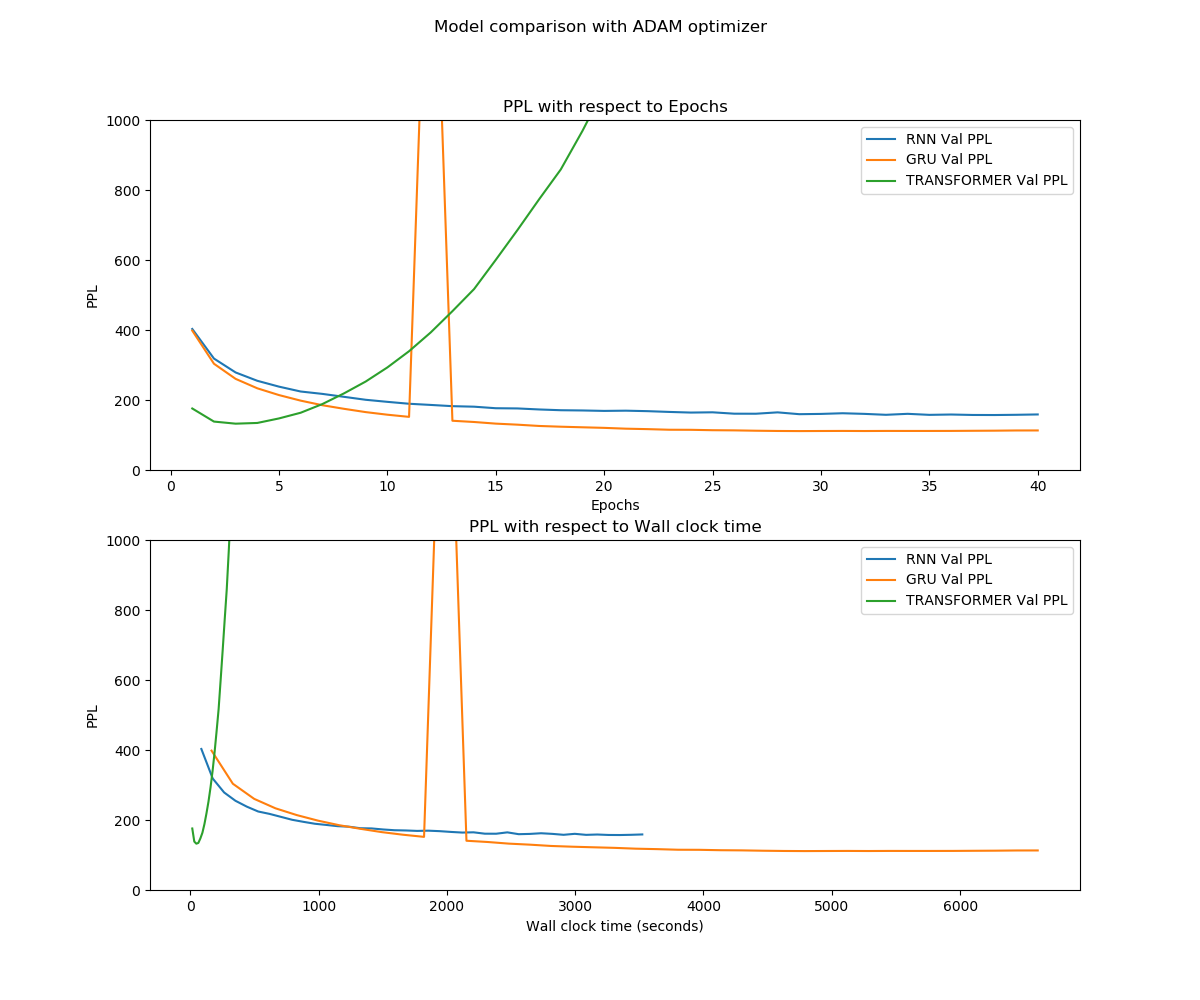 Model comparison with ADAM optimizer
PPL with respect to Epochs
1000
800
600
400
200
0
PPL
RNN Val PPL
GRU Val PPL
TRANSFORMER Val PPL
0 5 10 15 20 25 30 35 40
Epochs
PPL with respect to Wall clock time
1000
800
600
400
200
0
PPL
RNN Val PPL
GRU Val PPL
TRANSFORMER Val PPL
0 1000 2000 3000 4000 5000 6000
Wall clock time (seconds)